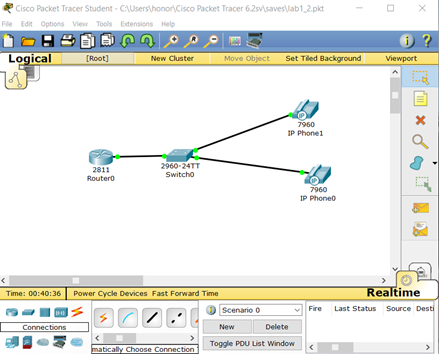 Cisco Packet Tracer Student - C:\Users\honor\Cisco Packet Tracer 6.2sv\saves\lab1_2.pkt
File Edit Options View Tools Extensions Help
Logical [Root] New Cluster Move Object Set Tiled Background Viewport
7960
IP Phone1
2811
Router0
2960-24TT
Switch0
7960
IP Phone0
Time: 00:40:36 Power Cycle Devices Fast Forward Time Realtime
Scenario 0
Fire Last Status Source Desti
New Delete
Connections
Toggle PDU List Window
matically Choose Connection